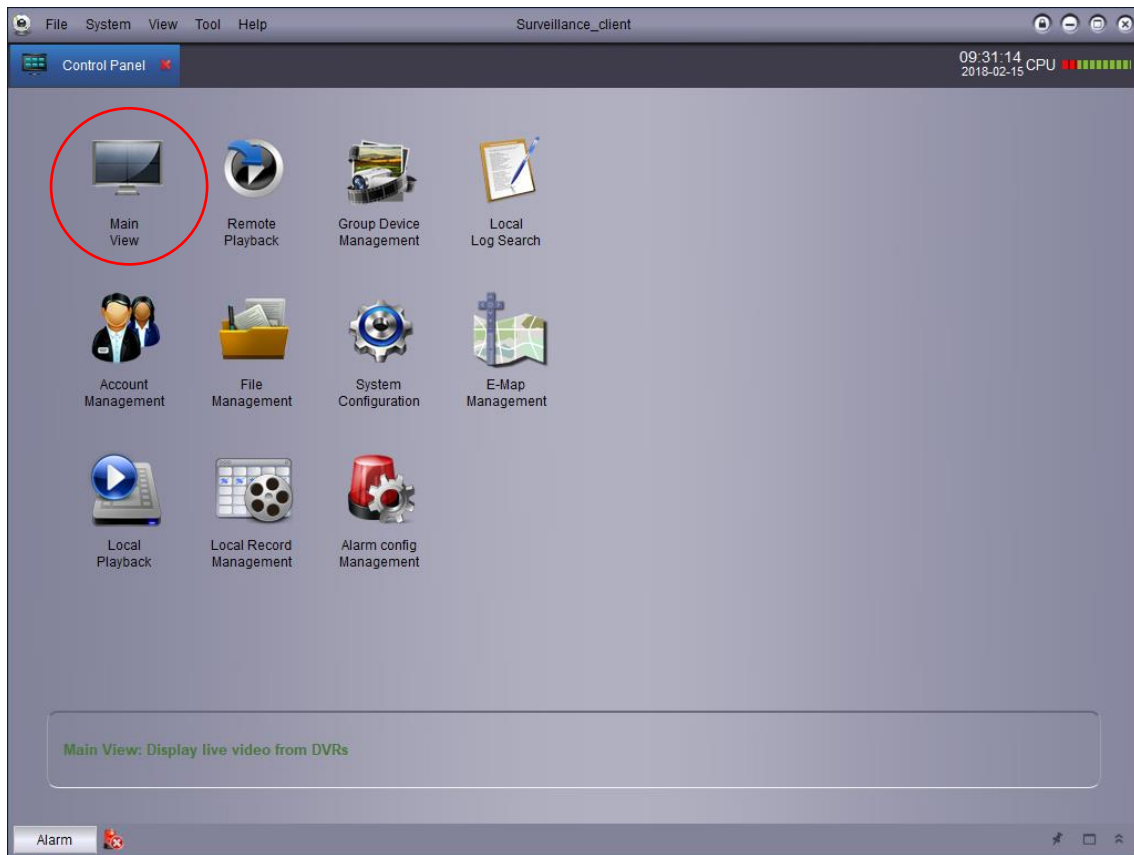 File System View Tool Help Surveillance_client
Control Panel
09:31:14
2018-02-15 CPU
Main
View
Remote
Playback
Group Device
Management
Local
Log Search
Account
Management
File
Management
System
Configuration
E-Map
Management
Local
Playback
Local Record
Management
Alarm config
Management
Main View: Display live video from DVRs
Alarm